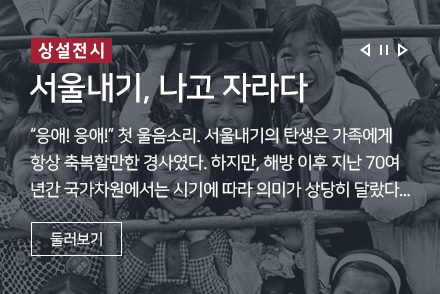 상설전시
서울내기, 나고 자라다
“응애! 응애!” 첫 울음소리. 서울내기의 탄생은 가족에게
항상 축복할만한 경사였다. 하지만, 해방 이후 지난 70여
년간 국가차원에서는 시기에 따라 의미가 상당히 달랐다...
둘러보기